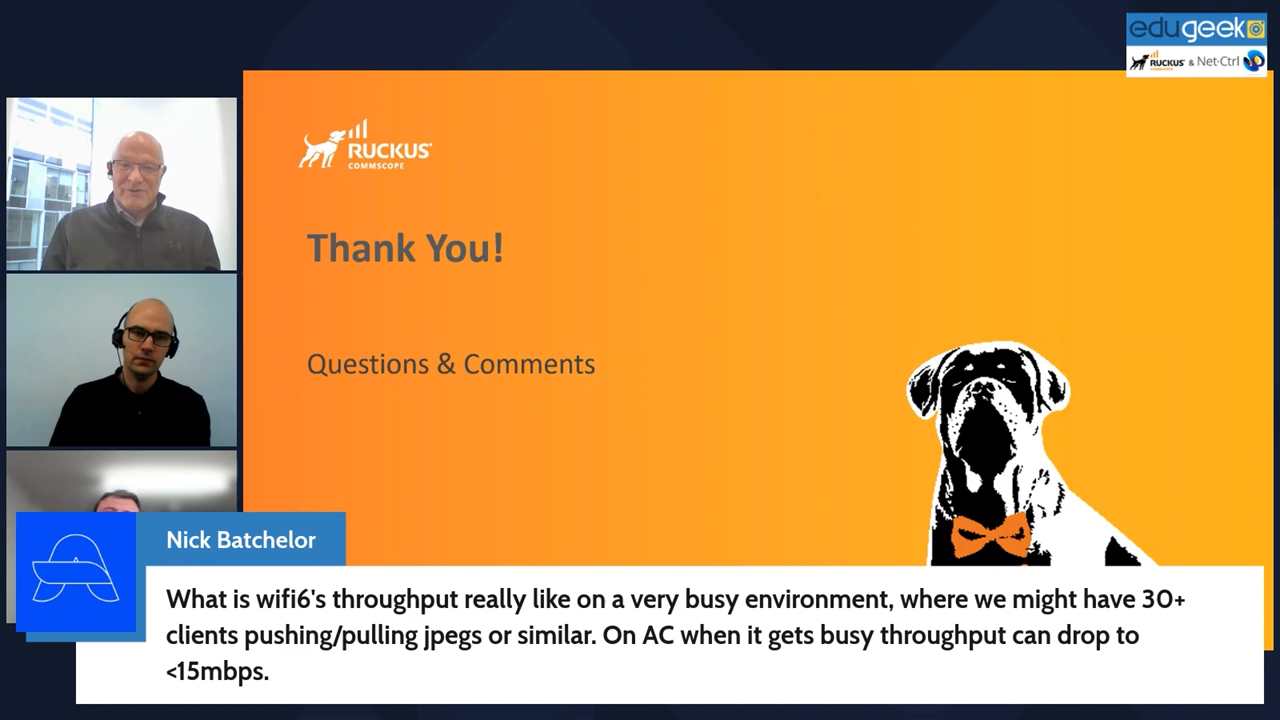 edugeek
RUCKUS & Net-Ctrl
COMMSCOPE
RUCKUS
COMMSCOPE
Thank You!
Questions & Comments
Nick Batchelor
What is wifi6's throughput really like on a very busy environment, where we might have 30+
clients pushing/pulling jpegs or similar. On AC when it gets busy throughput can drop to
<15mbps.